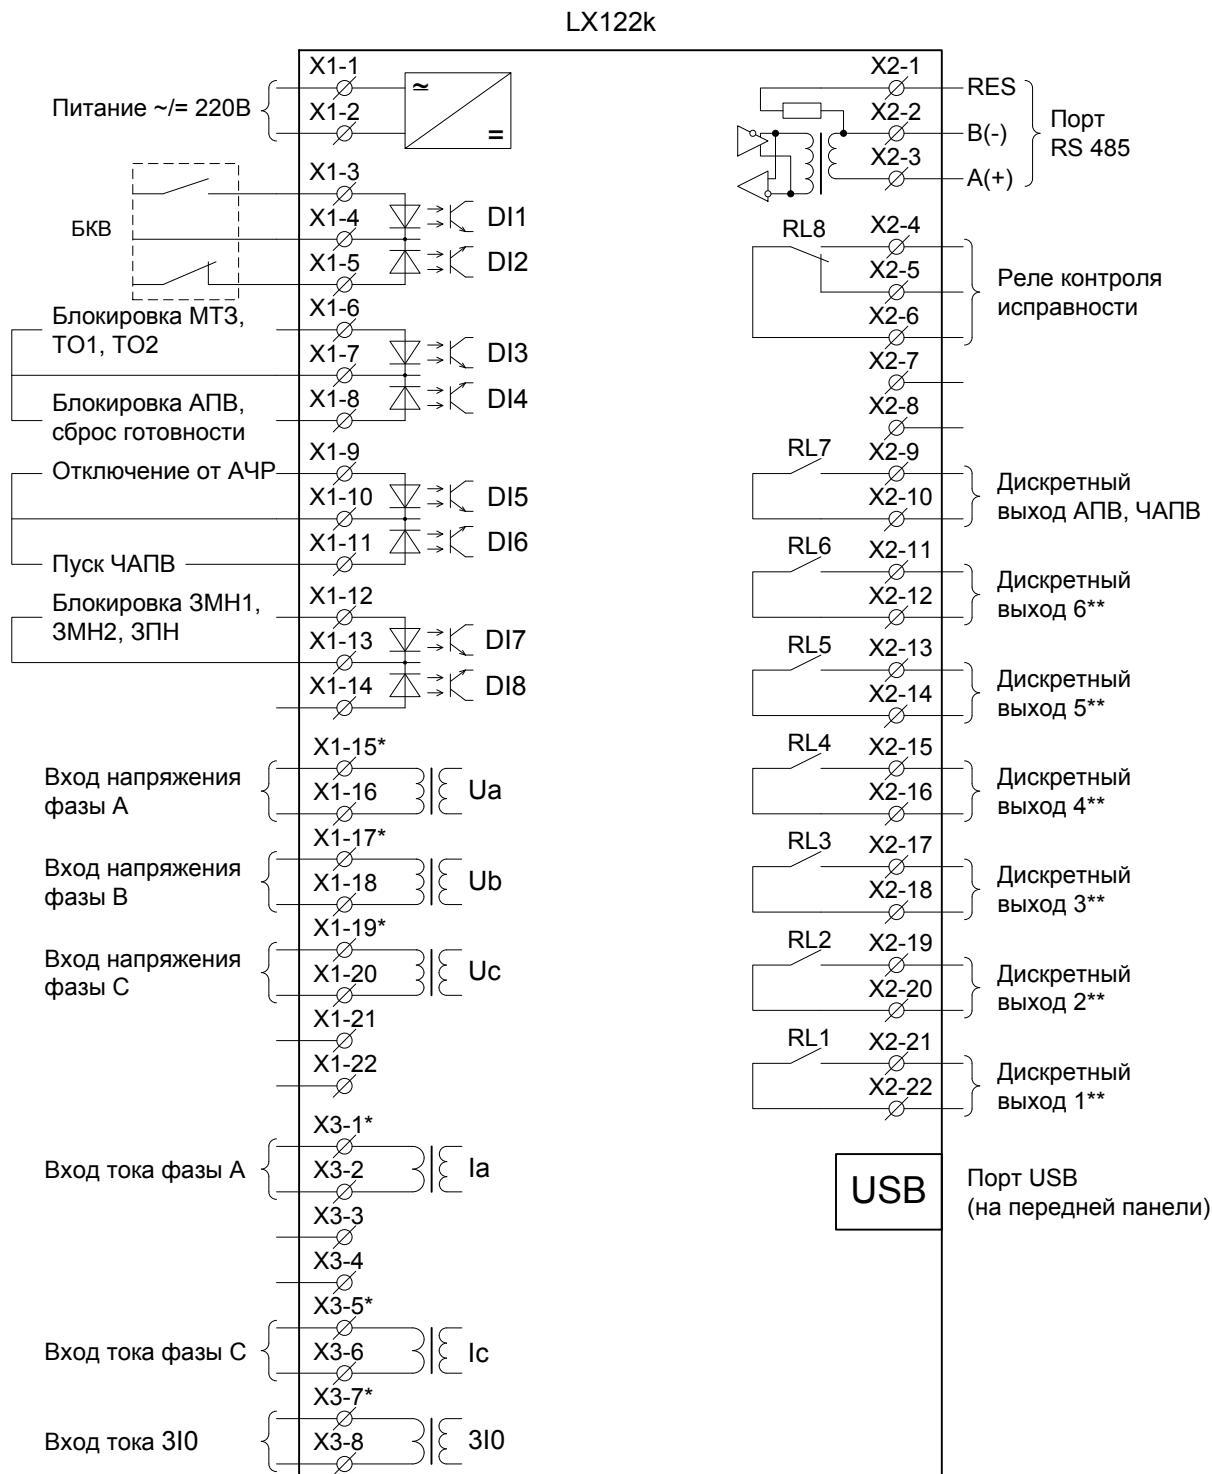 LX122k
X1-1
Питание ~/= 220В
X1-2
≃
=
БКВ
X1-3
X1-4
DI1
X1-5
DI2
Блокировка МТЗ,
ТО1, ТО2
X1-6
X1-7
DI3
Блокировка АПВ,
сброс готовности
X1-8
DI4
Отключение от АЧР
X1-9
X1-10
DI5
X1-11
DI6
Пуск ЧАПВ
Блокировка ЗМН1,
ЗМН2, ЗПН
X1-12
X1-13
DI7
X1-14
DI8
Вход напряжения
фазы А
X1-15*
X1-16
Ua
Вход напряжения
фазы В
X1-17*
X1-18
Ub
Вход напряжения
фазы С
X1-19*
X1-20
Uc
X1-21
X1-22
Вход тока фазы А
X3-1*
X3-2
Ia
X3-3
X3-4
Вход тока фазы С
X3-5*
X3-6
Ic
Вход тока 3I0
X3-7*
X3-8
3I0
X2-1
RES
X2-2
B(-)
X2-3
A(+)
Порт
RS 485
RL8
X2-4
X2-5
X2-6
Реле контроля
исправности
X2-7
X2-8
RL7
X2-9
X2-10
Дискретный
выход АПВ, ЧАПВ
RL6
X2-11
X2-12
Дискретный
выход 6**
RL5
X2-13
X2-14
Дискретный
выход 5**
RL4
X2-15
X2-16
Дискретный
выход 4**
RL3
X2-17
X2-18
Дискретный
выход 3**
RL2
X2-19
X2-20
Дискретный
выход 2**
RL1
X2-21
X2-22
Дискретный
выход 1**
USB
Порт USB
(на передней панели)